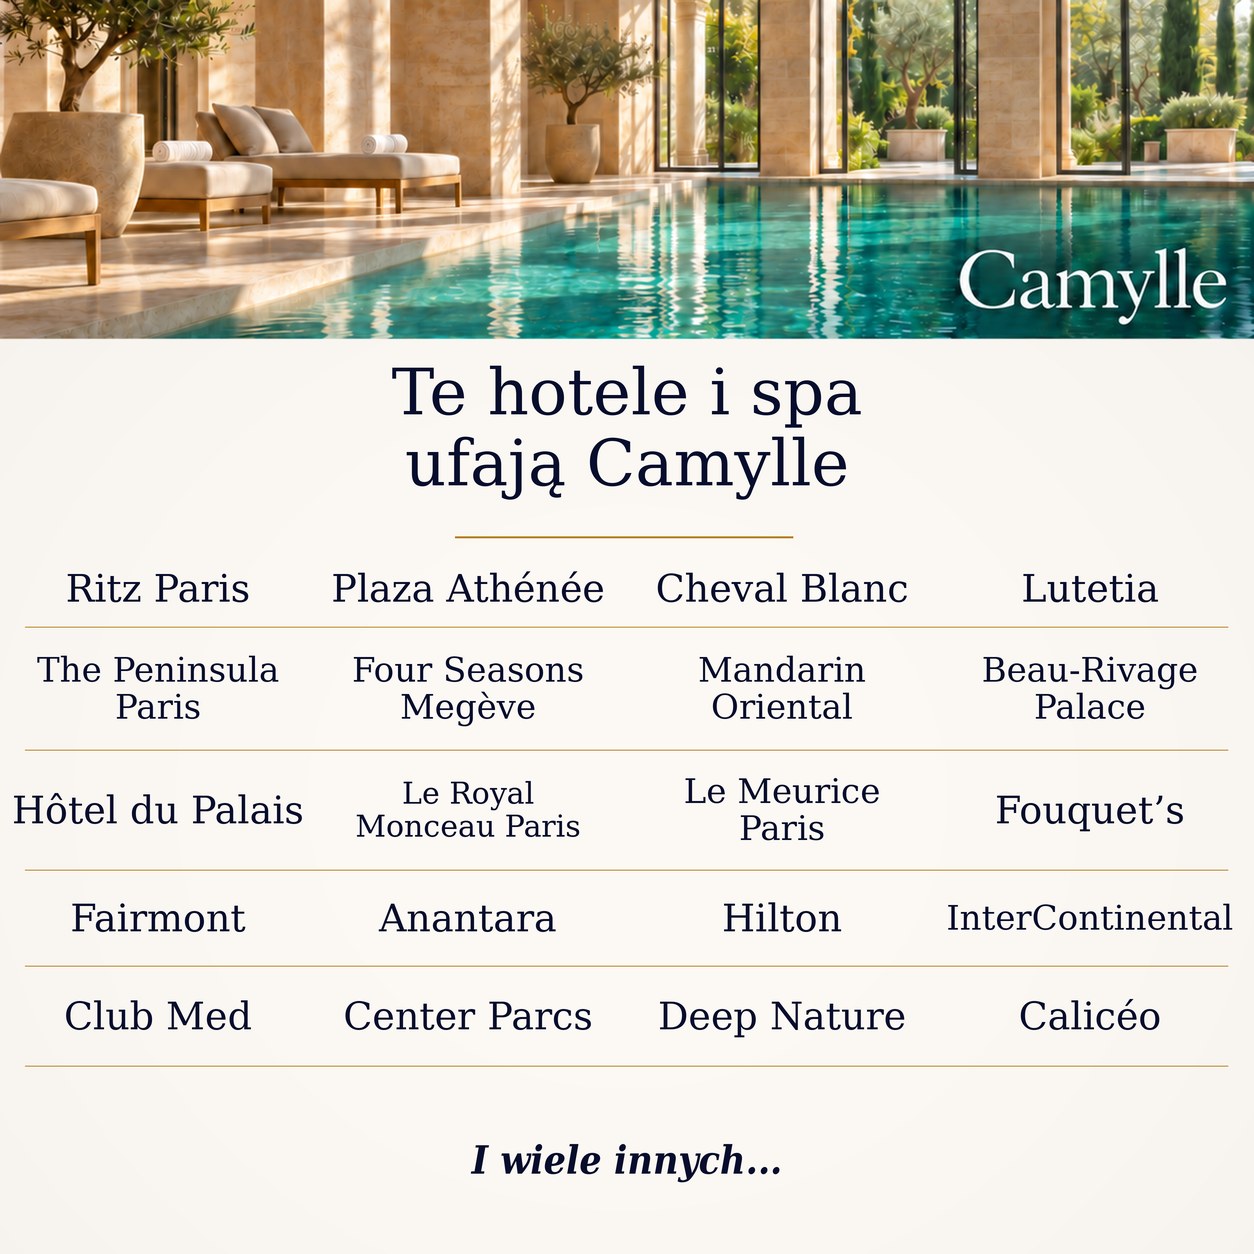 Camylle
Te hotele i spa
ufają Camylle
Ritz Paris
Plaza Athénée
Cheval Blanc
Lutetia
The Peninsula
Paris
Four Seasons
Megève
Mandarin
Oriental
Beau-Rivage
Palace
Hôtel du Palais
Le Royal
Monceau Paris
Le Meurice
Paris
Fouquet’s
Fairmont
Anantara
Hilton
InterContinental
Club Med
Center Parcs
Deep Nature
Calicéo
I wiele innych...